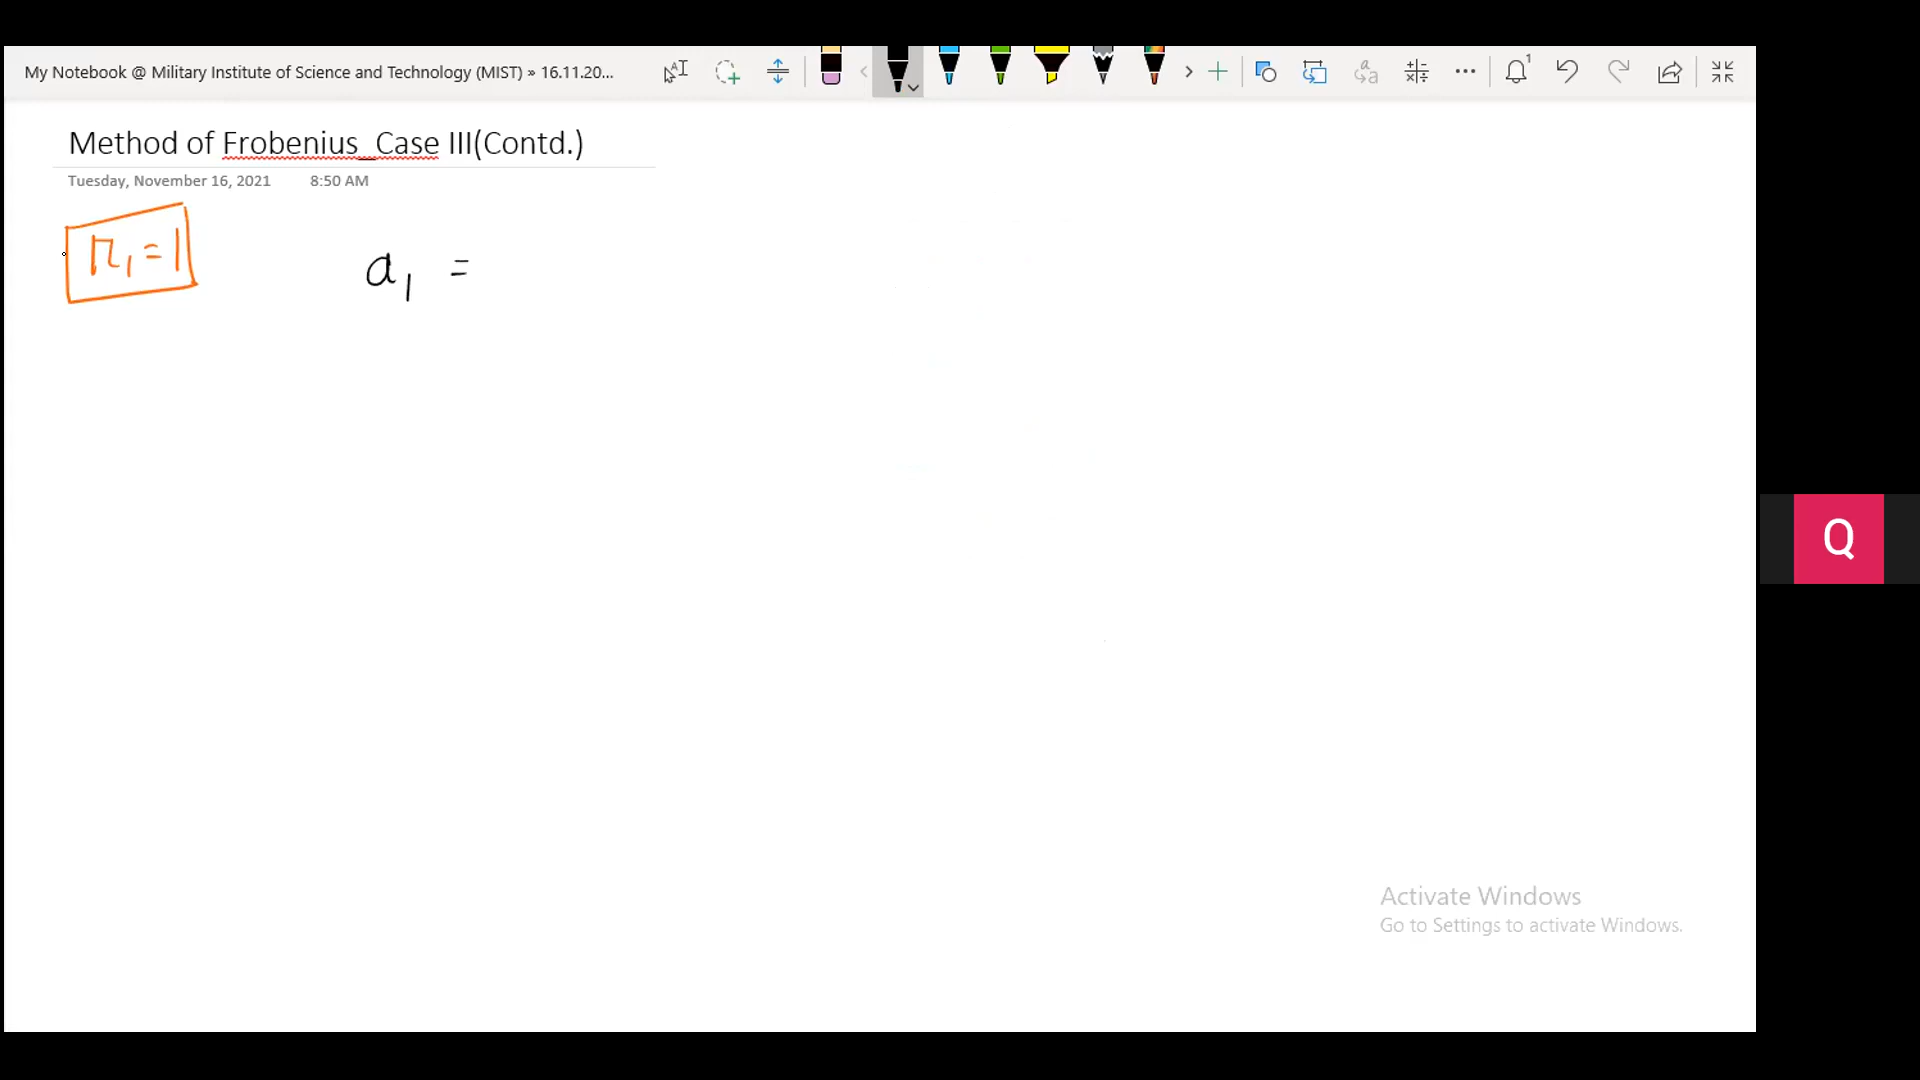 My Notebook @ Military Institute of Science and Technology (MIST) » 16.11.20...
Method of Frobenius_Case III(Contd.)
Tuesday, November 16, 2021 8:50 AM
r₁ = 1
a₁ =
Q
Activate Windows
Go to Settings to activate Windows.